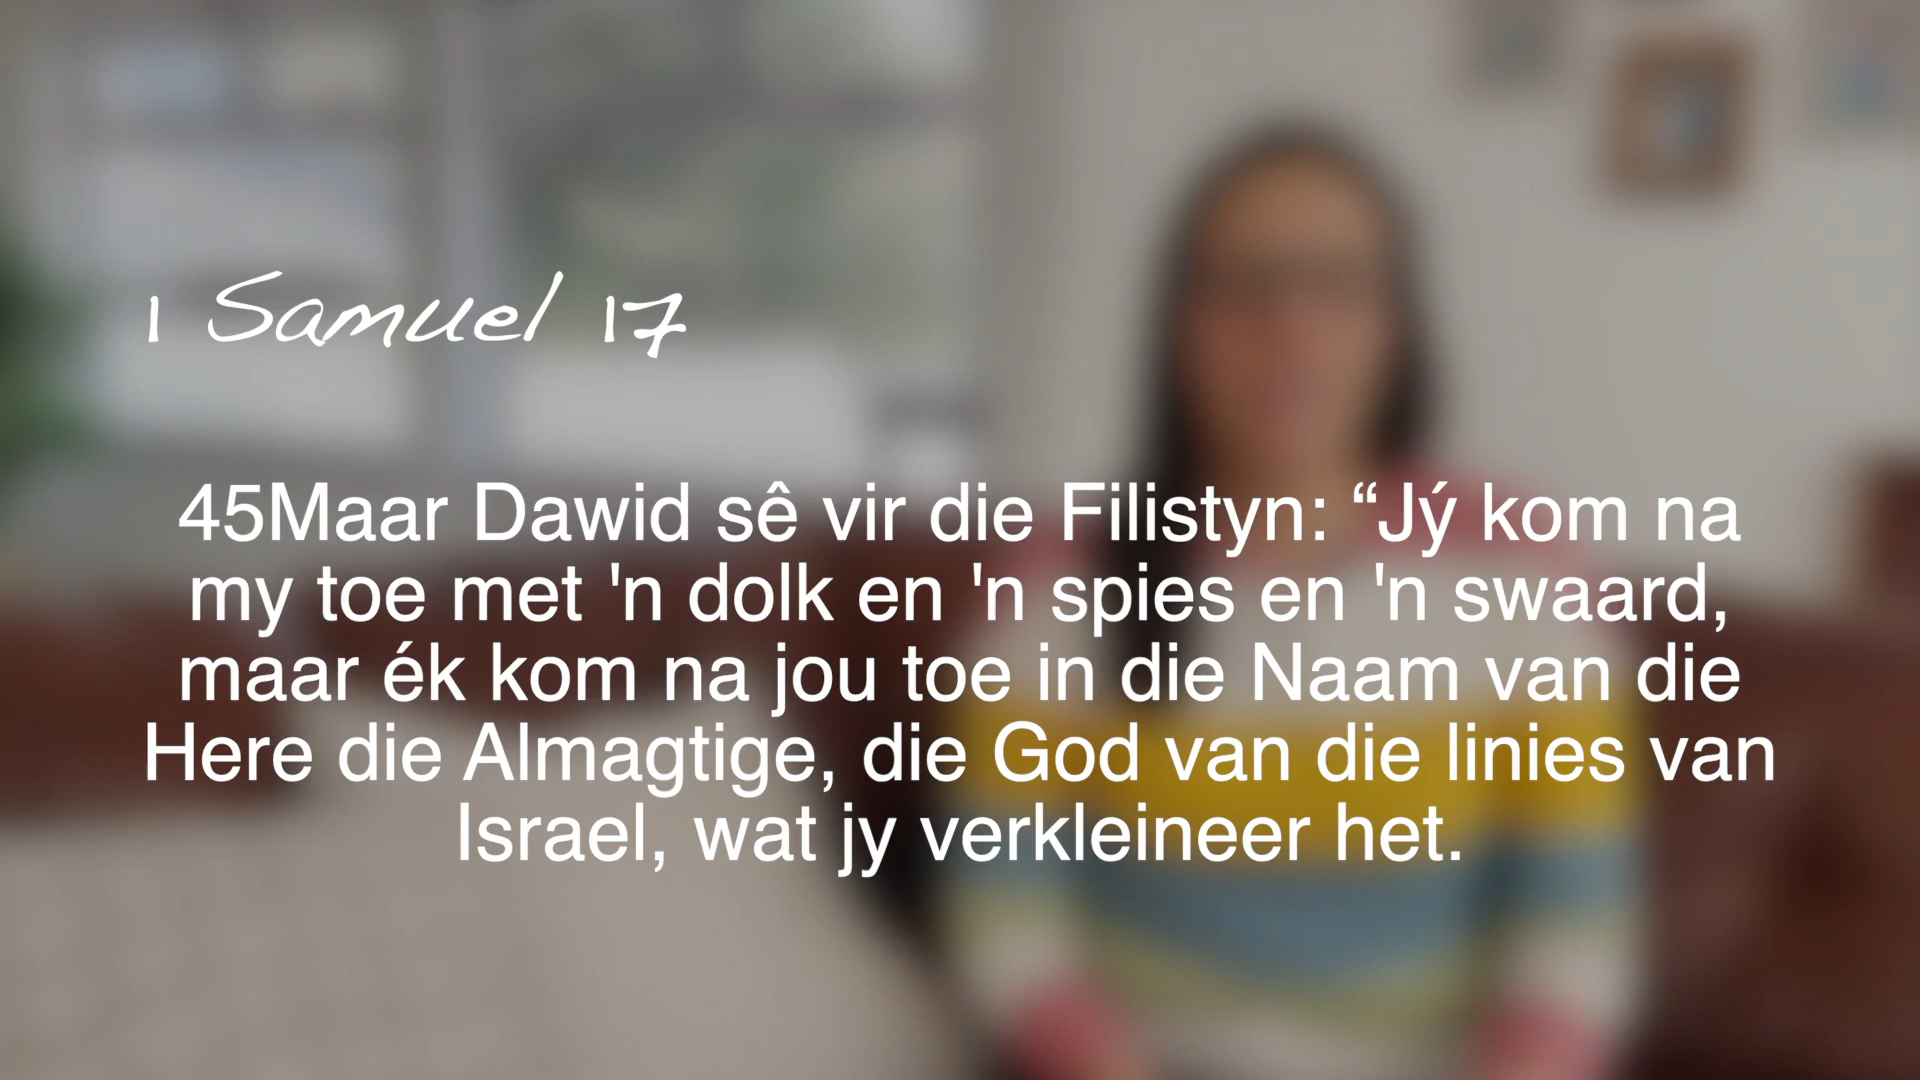 1 Samuel 17
45Maar Dawid sê vir die Filistyn: “Jý kom na
my toe met 'n dolk en 'n spies en 'n swaard,
maar ék kom na jou toe in die Naam van die
Here die Almagtige, die God van die linies van
Israel, wat jy verkleineer het.